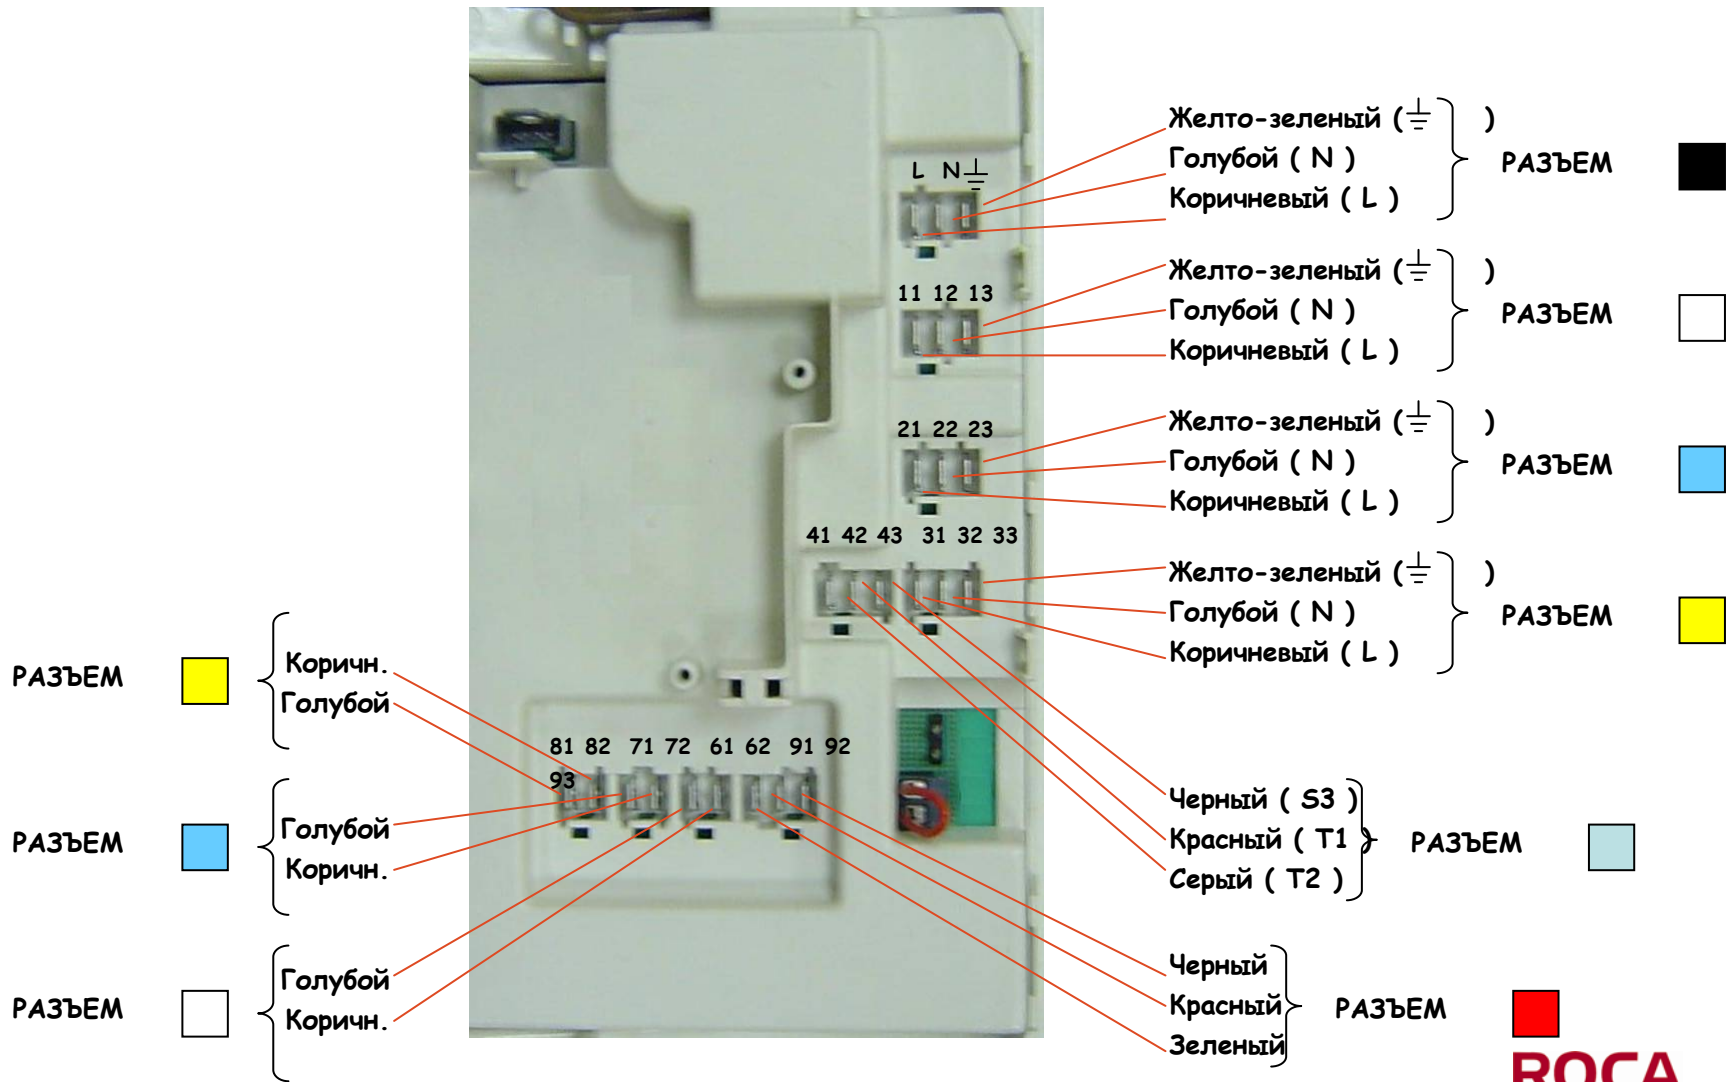 Желто-зеленый ( )
Голубой ( N )
Коричневый ( L )
РАЗЪЕМ
L N
Желто-зеленый ( )
Голубой ( N )
Коричневый ( L )
РАЗЪЕМ
11 12 13
Желто-зеленый ( )
Голубой ( N )
Коричневый ( L )
РАЗЪЕМ
21 22 23
41 42 43 31 32 33
Желто-зеленый ( )
Голубой ( N )
Коричневый ( L )
РАЗЪЕМ
РАЗЪЕМ
Коричн.
Голубой
81 82 71 72 61 62 91 92
93
РАЗЪЕМ
Голубой
Коричн.
Черный ( S3 )
Красный ( T1 )
Серый ( T2 )
РАЗЪЕМ
РАЗЪЕМ
Голубой
Коричн.
Черный
Красный
Зеленый
РАЗЪЕМ
ROCA